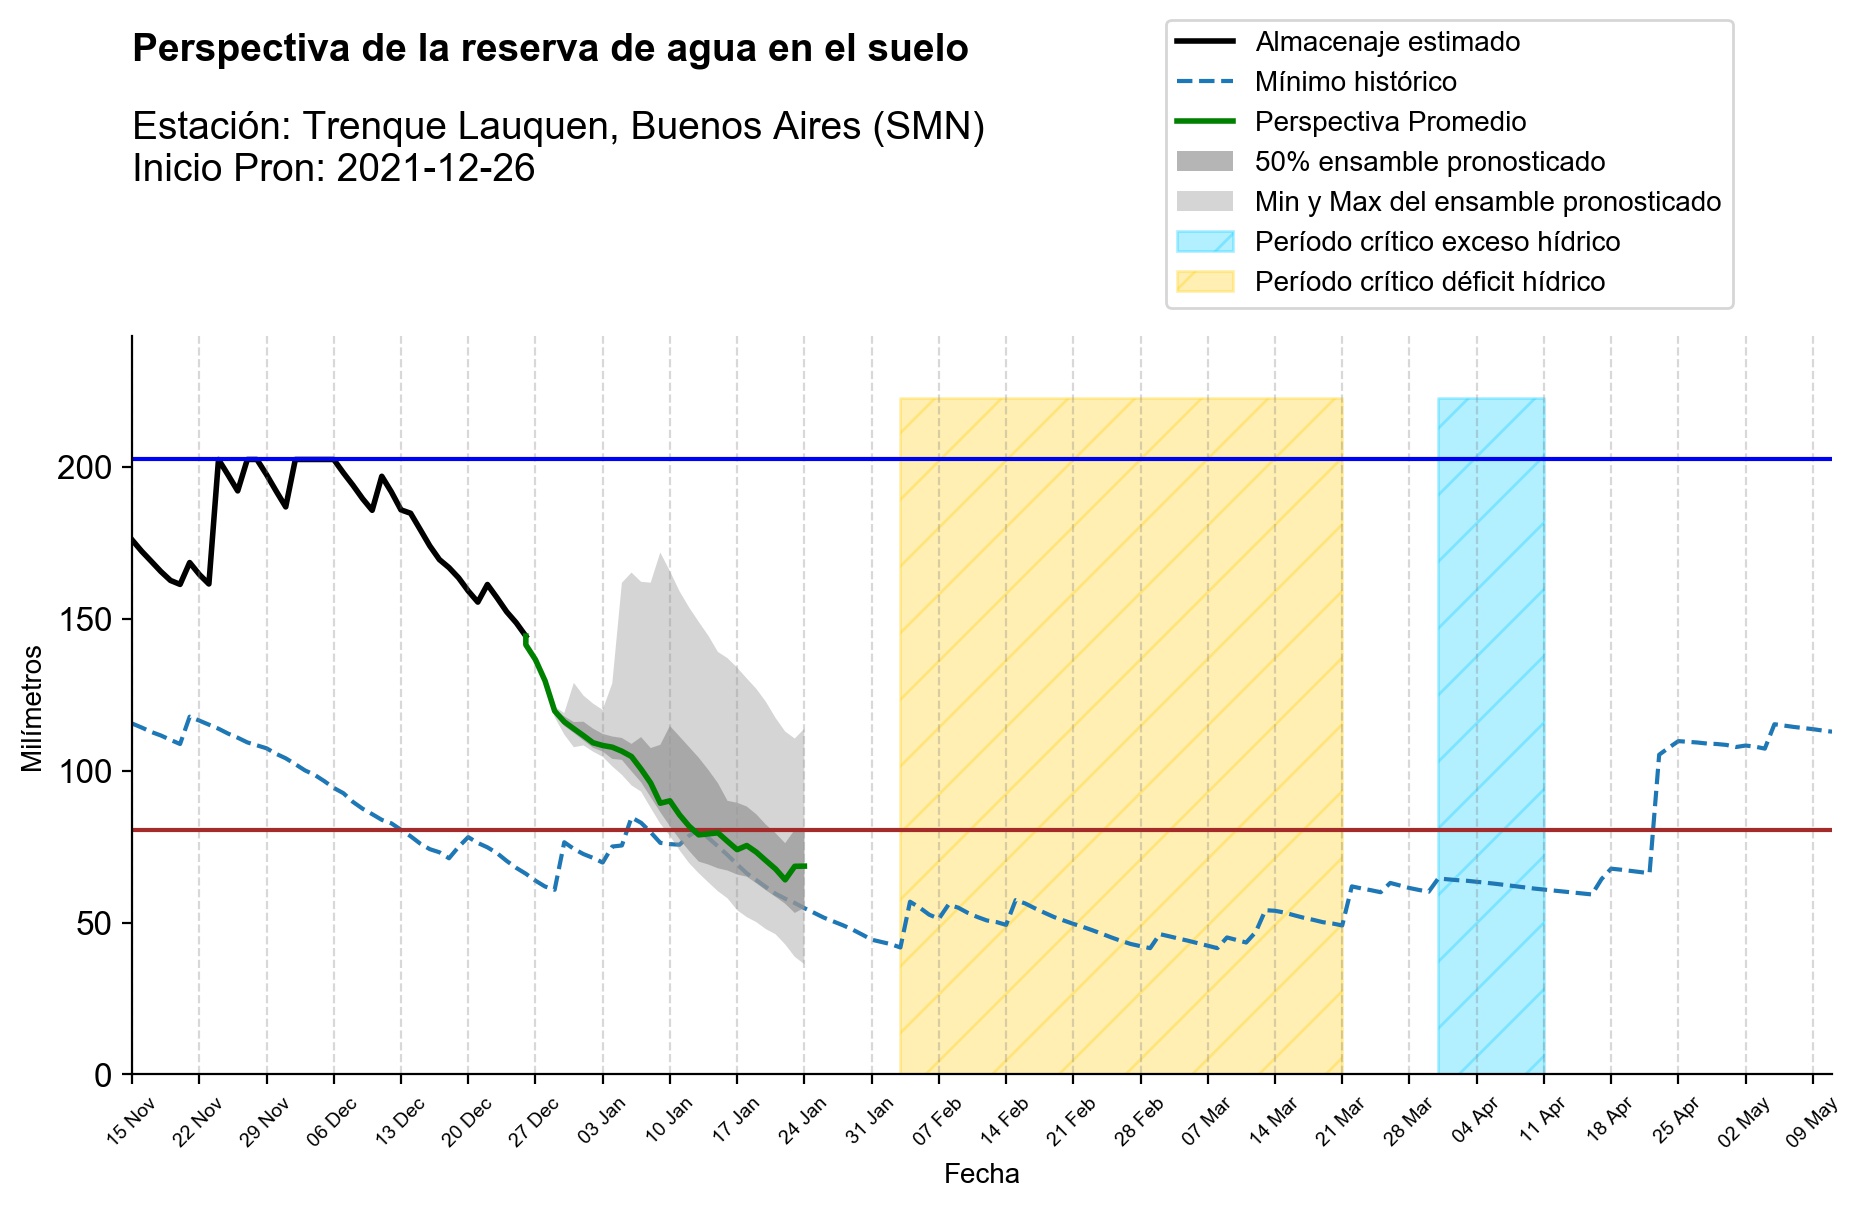 Perspectiva de la reserva de agua en el suelo
Estación: Trenque Lauquen, Buenos Aires (SMN)
Inicio Pron: 2021-12-26
Almacenaje estimado
Mínimo histórico
Perspectiva Promedio
50% ensamble pronosticado
Min y Max del ensamble pronosticado
Período crítico exceso hídrico
Período crítico déficit hídrico
Milímetros
200
150
100
50
0
15 Nov
22 Nov
29 Nov
06 Dec
13 Dec
20 Dec
27 Dec
03 Jan
10 Jan
17 Jan
24 Jan
31 Jan
07 Feb
14 Feb
21 Feb
28 Feb
07 Mar
14 Mar
21 Mar
28 Mar
04 Apr
11 Apr
18 Apr
25 Apr
02 May
09 May
Fecha